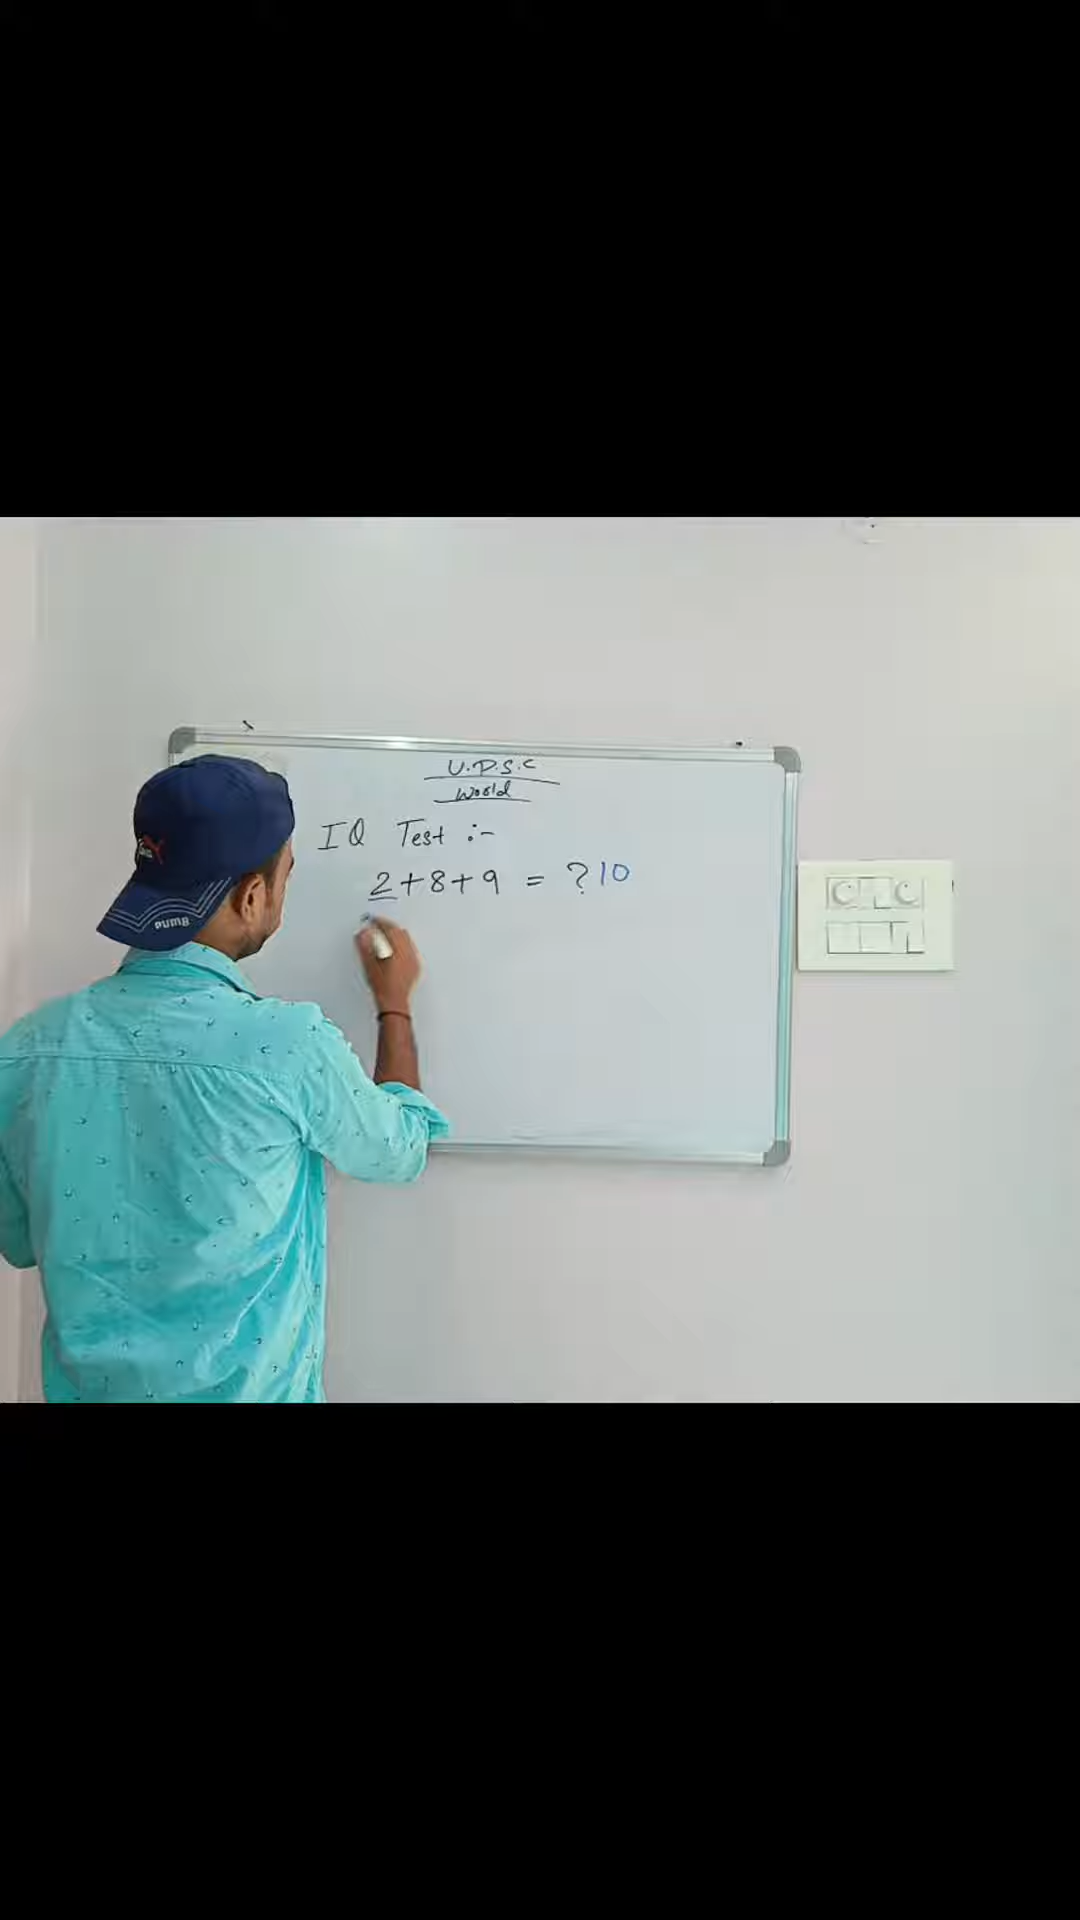 U.P.S.C
World
IQ Test :-
2+8+9 = ? 10
PUMA